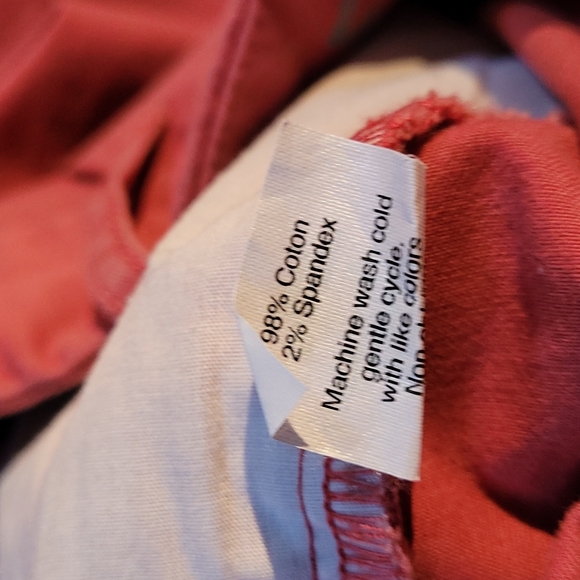 98% Coton
2% Spandex
Machine wash cold
gentle cycle,
with like colors